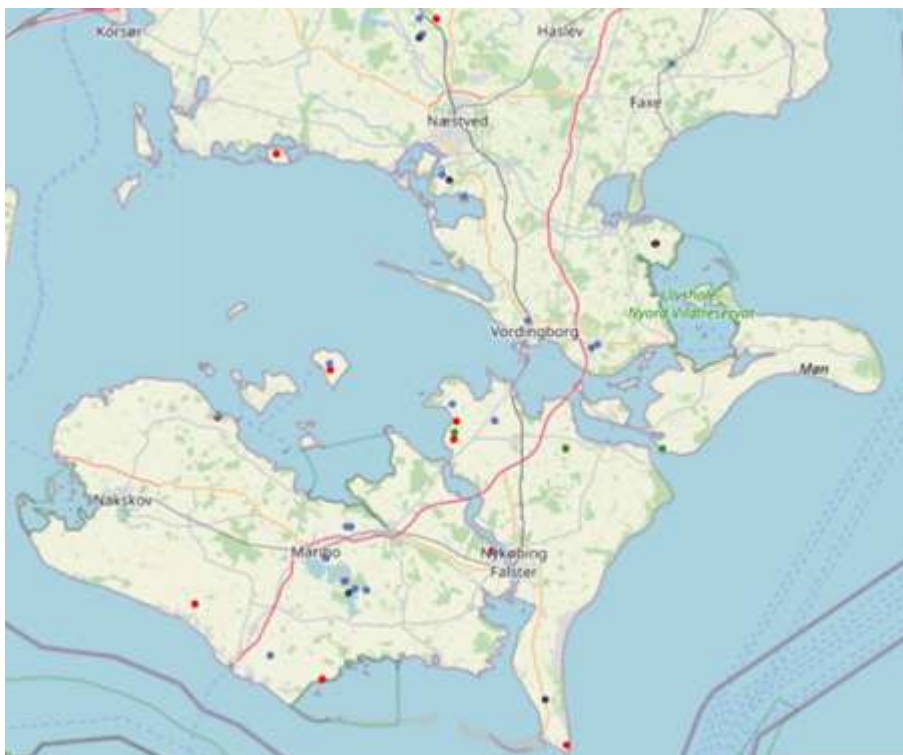 Korsør
Haslev
Faxe
Næstved
Ulvshale
Nyord Vildtreservat
Vordingborg
Møn
Nakskov
Maribo
Nykøbing
Falster